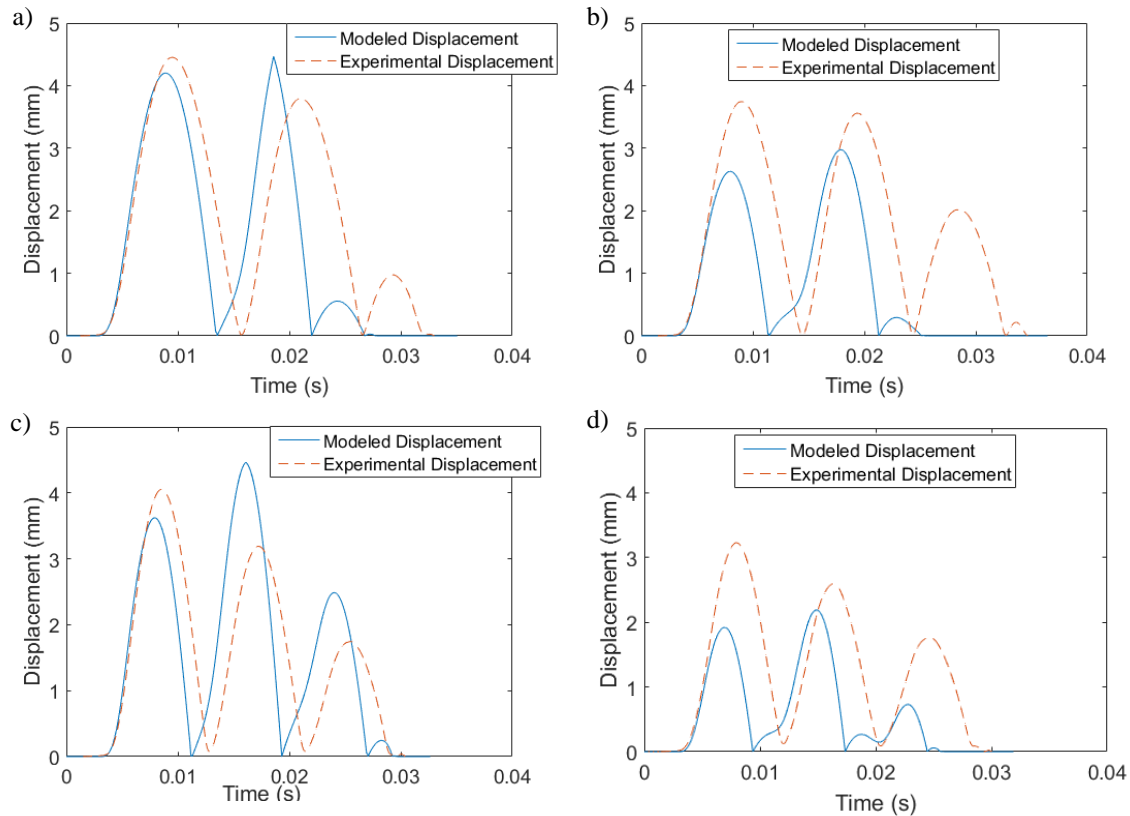 a)
5
4
3
2
1
0
Displacement (mm)
Modeled Displacement
Experimental Displacement
0 0.01 0.02 0.03 0.04
Time (s)
b)
5
4
3
2
1
0
Displacement (mm)
Modeled Displacement
Experimental Displacement
0 0.01 0.02 0.03 0.04
Time (s)
c)
5
4
3
2
1
0
Displacement (mm)
Modeled Displacement
Experimental Displacement
0 0.01 0.02 0.03 0.04
Time (s)
d)
5
4
3
2
1
0
Displacement (mm)
Modeled Displacement
Experimental Displacement
0 0.01 0.02 0.03 0.04
Time (s)